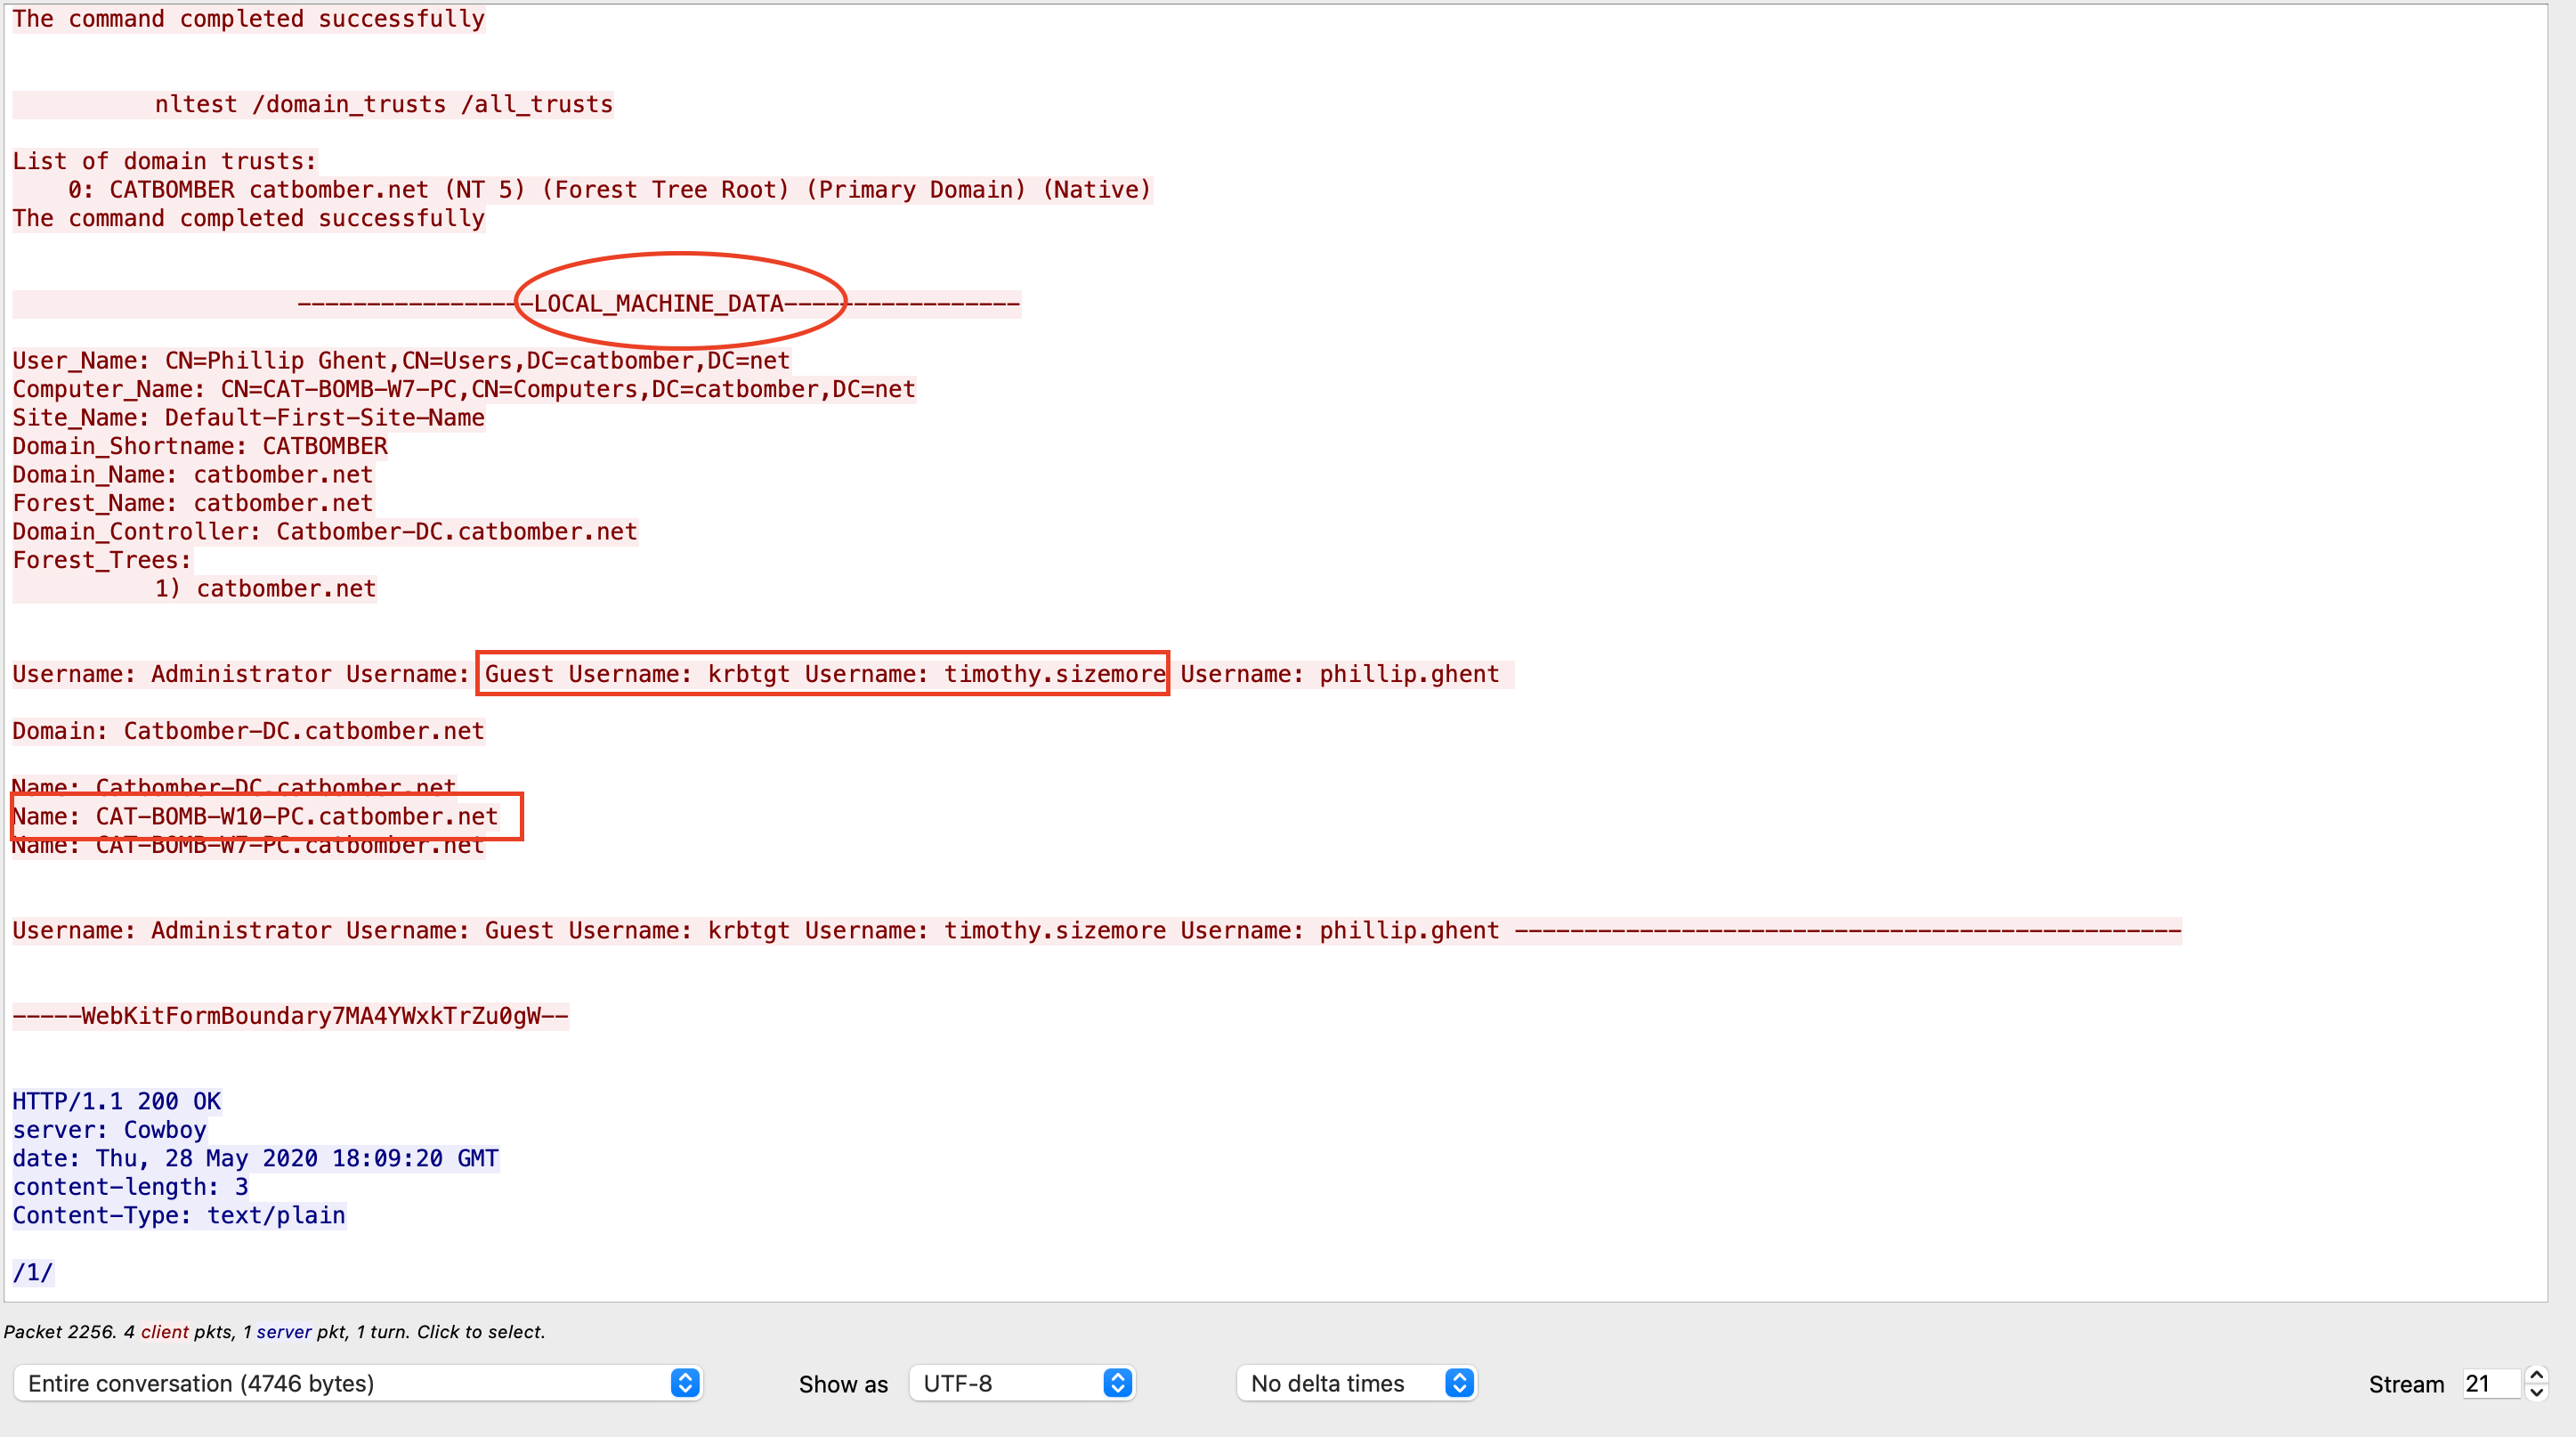 The command completed successfully
nltest /domain_trusts /all_trusts
List of domain trusts:
0: CATBOMBER catbomber.net (NT 5) (Forest Tree Root) (Primary Domain) (Native)
The command completed successfully
-----------------LOCAL_MACHINE_DATA-----------------
User_Name: CN=Phillip Ghent,CN=Users,DC=catbomber,DC=net
Computer_Name: CN=CAT-BOMB-W7-PC,CN=Computers,DC=catbomber,DC=net
Site_Name: Default-First-Site-Name
Domain_Shortname: CATBOMBER
Domain_Name: catbomber.net
Forest_Name: catbomber.net
Domain_Controller: Catbomber-DC.catbomber.net
Forest_Trees:
1) catbomber.net
Username: Administrator Username: Guest Username: krbtgt Username: timothy.sizemore Username: phillip.ghent
Domain: Catbomber-DC.catbomber.net
Name: Catbomber-DC.catbomber.net
Name: CAT-BOMB-W10-PC.catbomber.net
Name: CAT-BOMB-W7-PC.catbomber.net
Username: Administrator Username: Guest Username: krbtgt Username: timothy.sizemore Username: phillip.ghent ------------------------------------------------
-----WebKitFormBoundary7MA4YWxkTrZu0gW--
HTTP/1.1 200 OK
server: Cowboy
date: Thu, 28 May 2020 18:09:20 GMT
content-length: 3
Content-Type: text/plain
/1/
Packet 2256. 4 client pkts, 1 server pkt, 1 turn. Click to select.
Entire conversation (4746 bytes) Show as UTF-8 No delta times Stream 21